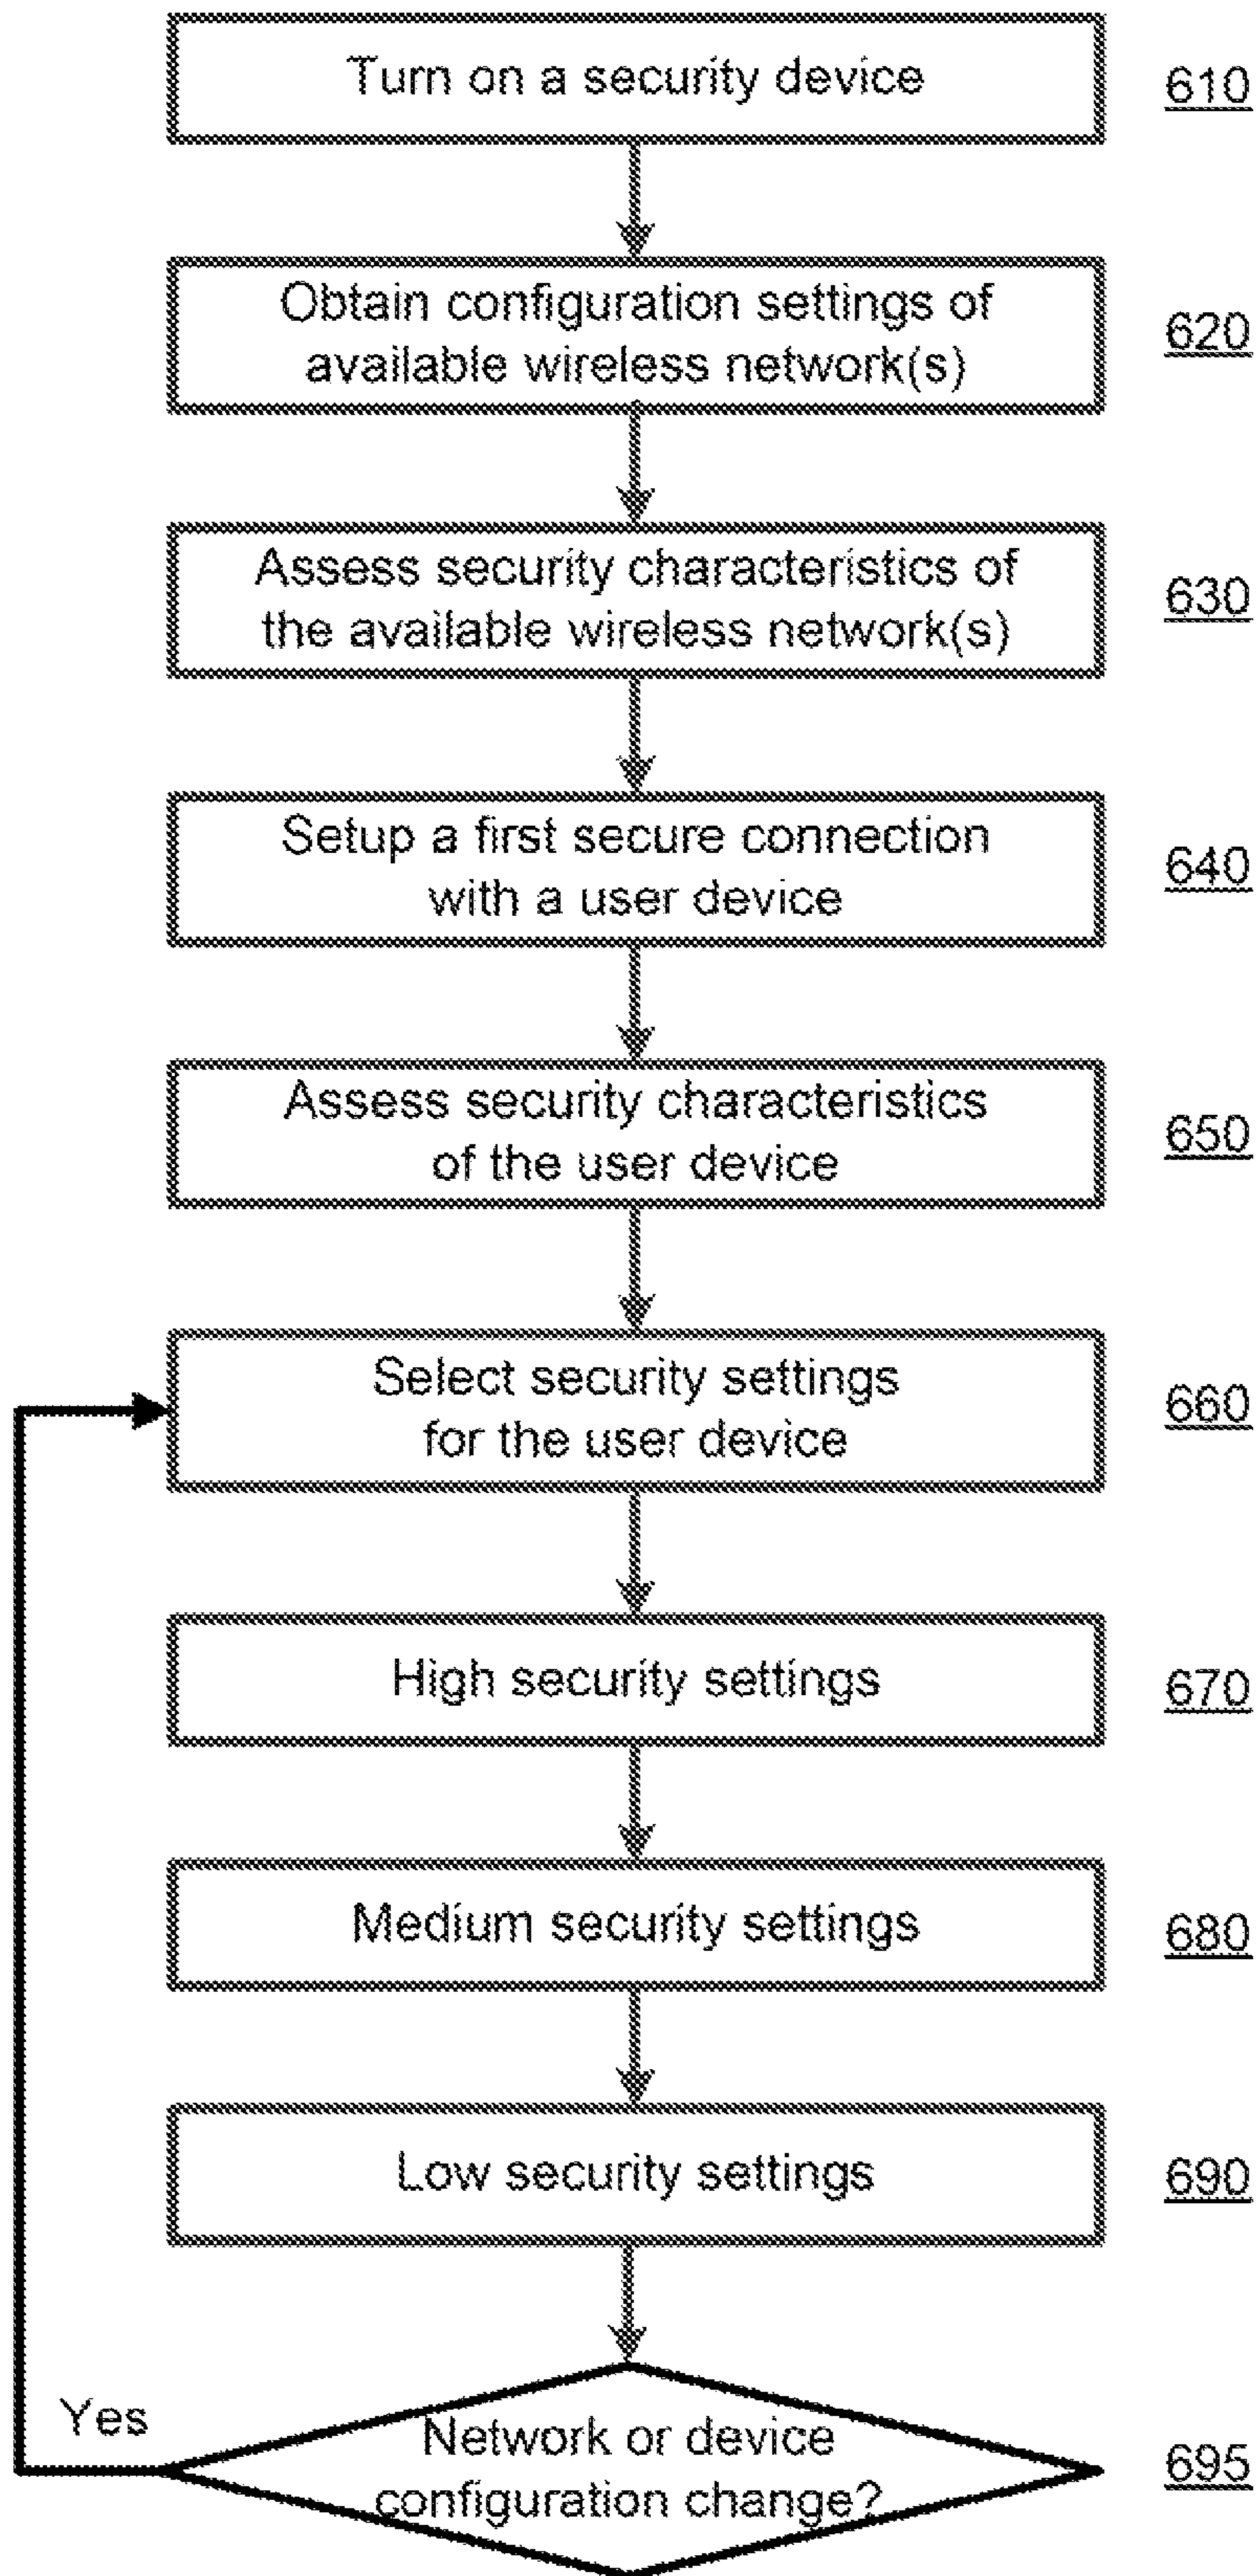 Turn on a security device
610
Obtain configuration settings of
available wireless network(s)
620
Assess security characteristics of
the available wireless network(s)
630
Setup a first secure connection
with a user device
640
Assess security characteristics
of the user device
650
Select security settings
for the user device
660
High security settings
670
Medium security settings
680
Low security settings
690
Yes
Network or device
configuration change?
695